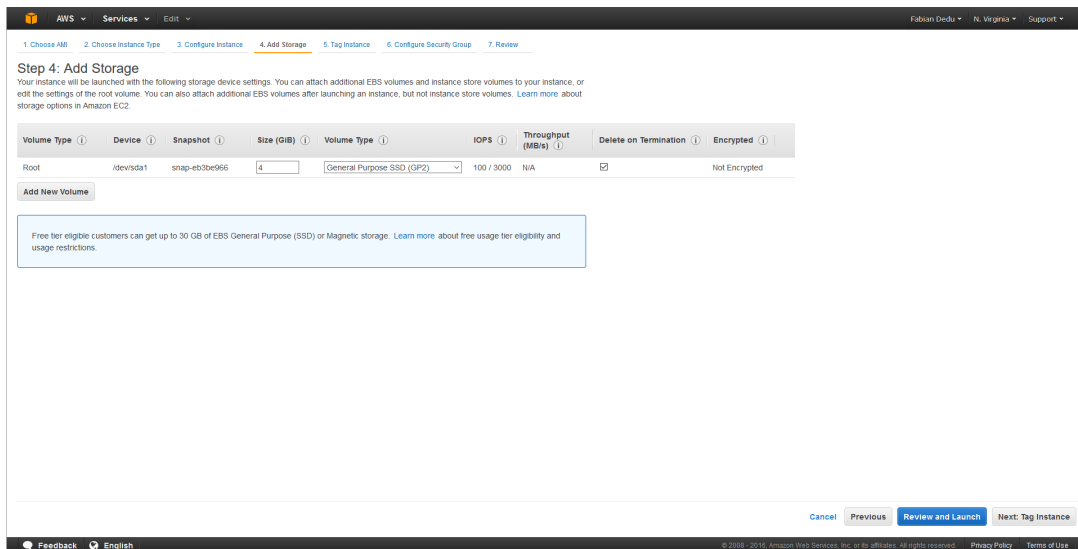 AWS Services Edit Fabian Dedu N. Virginia Support
1. Choose AMI 2. Choose Instance Type 3. Configure Instance 4. Add Storage 5. Tag Instance 6. Configure Security Group 7. Review
Step 4: Add Storage
Your instance will be launched with the following storage device settings. You can attach additional EBS volumes and instance store volumes to your instance, or
edit the settings of the root volume. You can also attach additional EBS volumes after launching an instance, but not instance store volumes. Learn more about
storage options in Amazon EC2.
Volume Type Device Snapshot Size (GiB) Volume Type IOPS Throughput (MB/s) Delete on Termination Encrypted
Root /dev/sda1 snap-eb3be966 4 General Purpose SSD (GP2) 100 / 3000 N/A Not Encrypted
Add New Volume
Free tier eligible customers can get up to 30 GB of EBS General Purpose (SSD) or Magnetic storage. Learn more about free usage tier eligibility and
usage restrictions.
Cancel Previous Review and Launch Next: Tag Instance
Feedback English © 2008 - 2016, Amazon Web Services, Inc. or its affiliates. All rights reserved. Privacy Policy Terms of Use